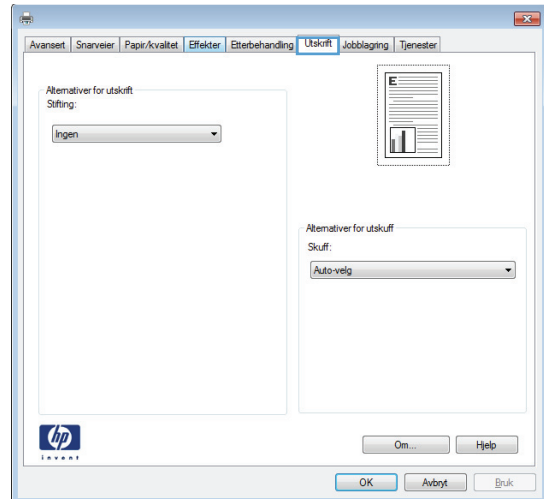 Avansert Snarveier Papir/kvalitet Effekter Etterbehandling Utskrift Jobblagring Tjenester
Alternativer for utskrift
Stifting:
Ingen
E
Alternativer for utskuff
Skuff:
Auto-velg
hp
invent
Om... Hjelp
OK Avbryt Bruk